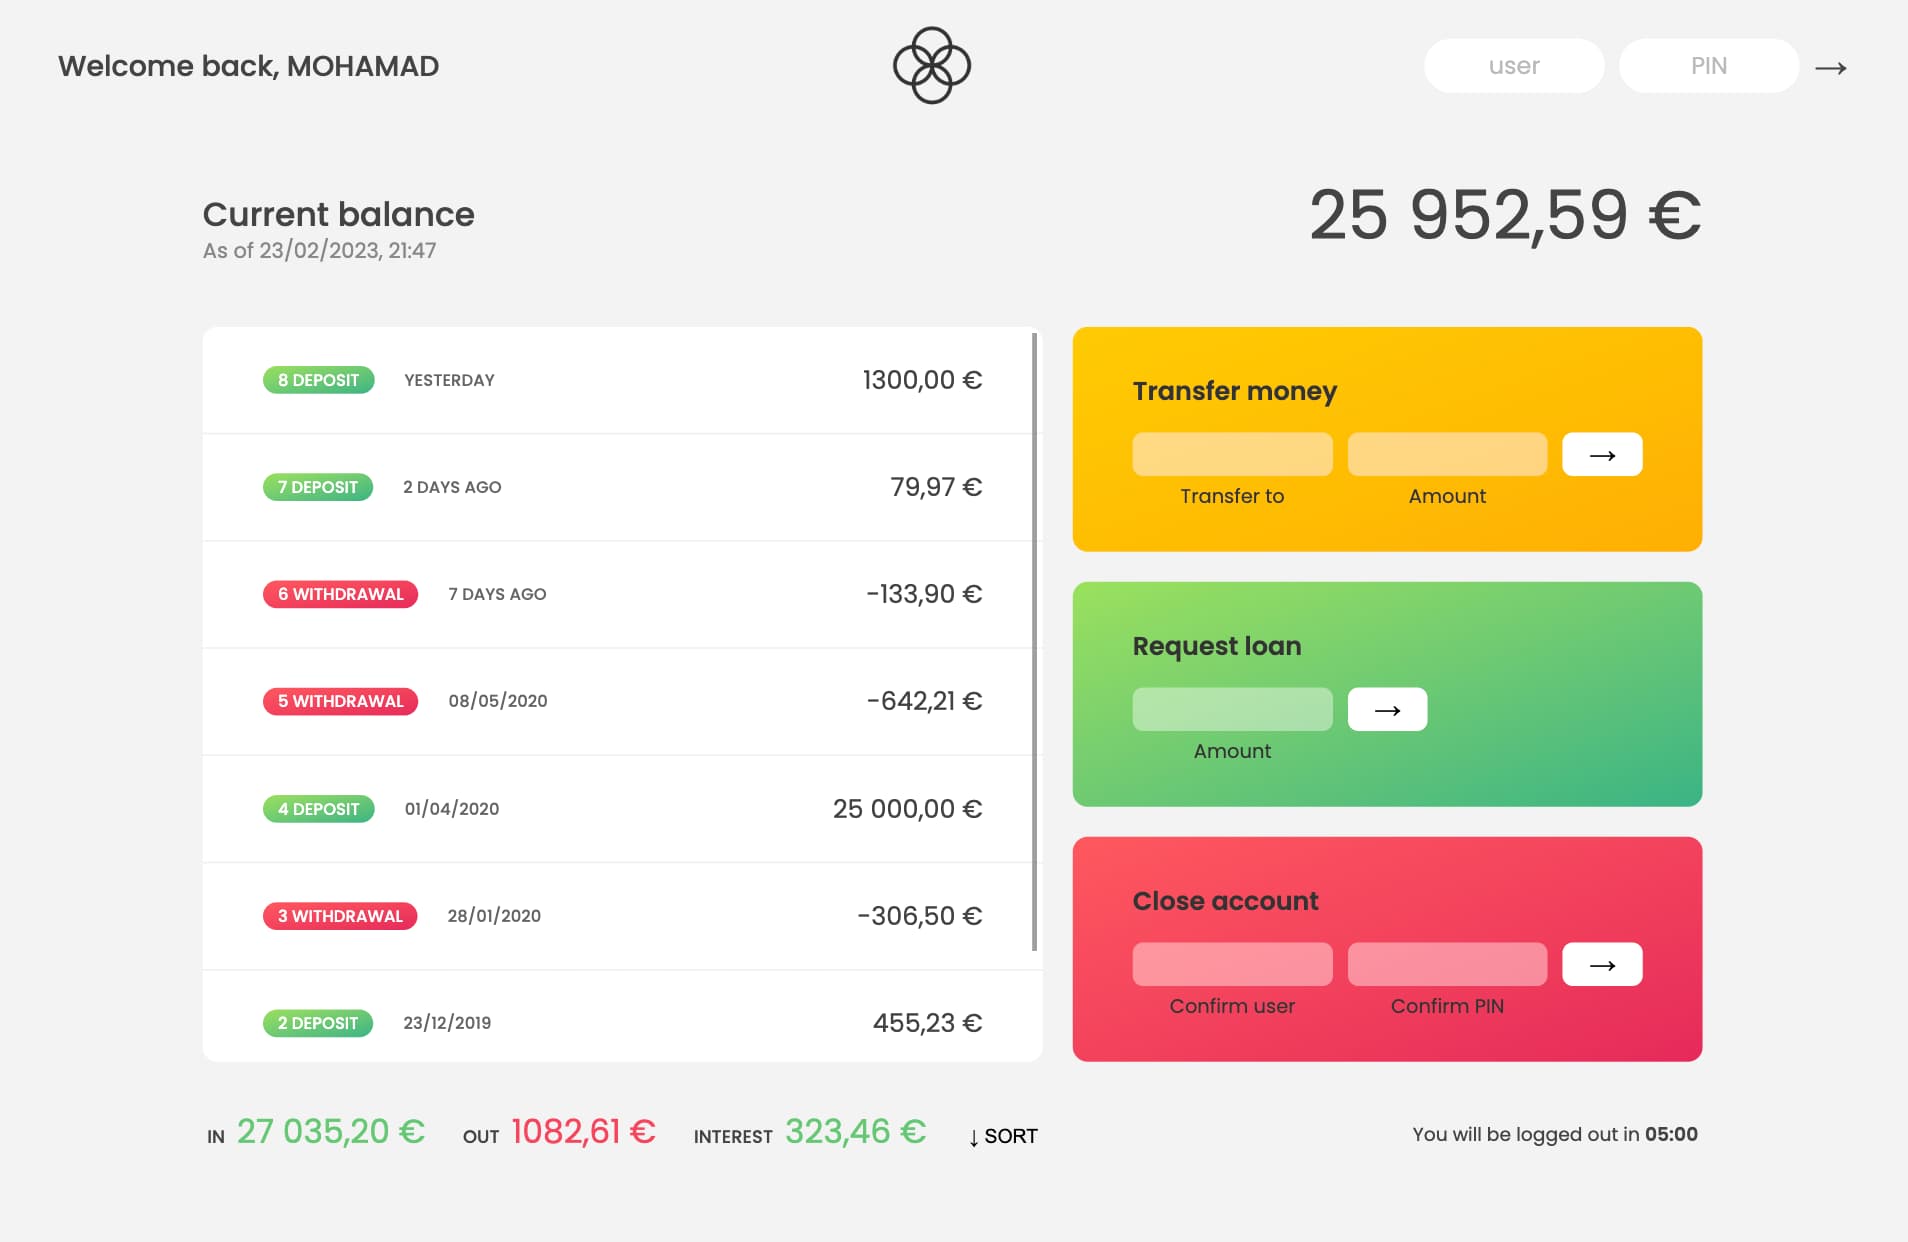 Welcome back, MOHAMAD
user
PIN
→
Current balance
As of 23/02/2023, 21:47
25 952,59 €
8 DEPOSIT YESTERDAY 1300,00 €
7 DEPOSIT 2 DAYS AGO 79,97 €
6 WITHDRAWAL 7 DAYS AGO -133,90 €
5 WITHDRAWAL 08/05/2020 -642,21 €
4 DEPOSIT 01/04/2020 25 000,00 €
3 WITHDRAWAL 28/01/2020 -306,50 €
2 DEPOSIT 23/12/2019 455,23 €
Transfer money
→
Transfer to Amount
Request loan
→
Amount
Close account
→
Confirm user Confirm PIN
IN 27 035,20 € OUT 1082,61 € INTEREST 323,46 € ↓ SORT
You will be logged out in 05:00